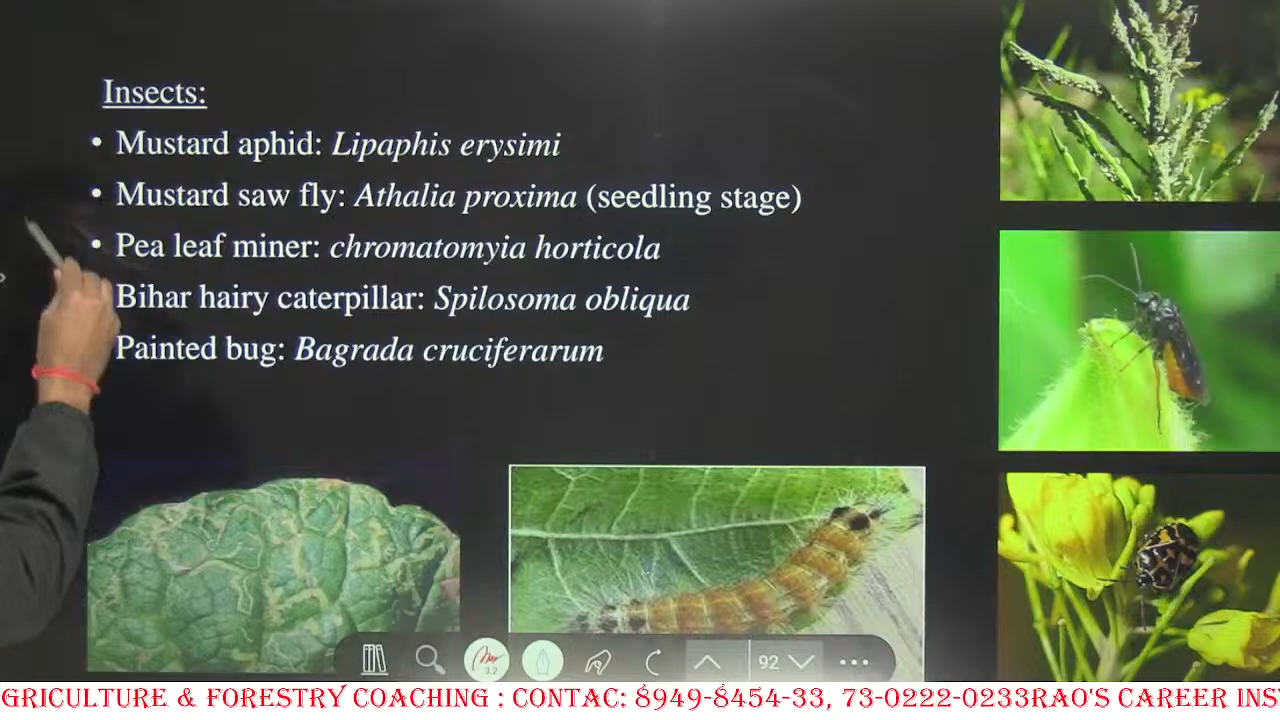 Insects:
• Mustard aphid: Lipaphis erysimi
• Mustard saw fly: Athalia proxima (seedling stage)
• Pea leaf miner: chromatomyia horticola
Bihar hairy caterpillar: Spilosoma obliqua
Painted bug: Bagrada cruciferarum
3.2
92
GRICULTURE & FORESTRY COACHING : CONTAC: 8949-8454-33, 73-0222-0233RAO'S CAREER INS